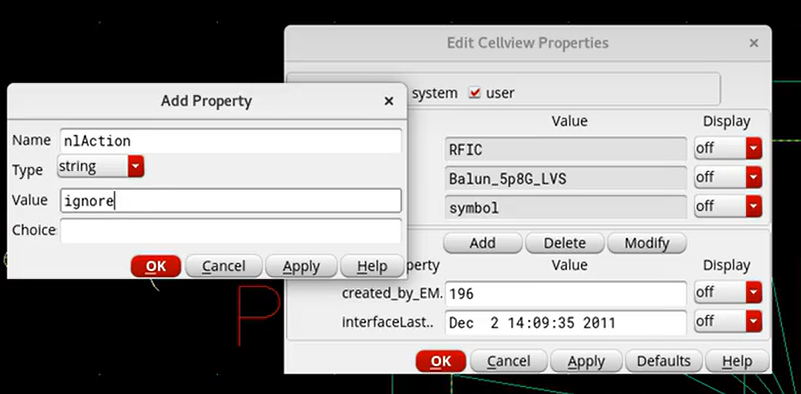 Edit Cellview Properties
system user
Value Display
RFIC off
Balun_5p8G_LVS off
symbol off
Add Delete Modify
perty Value Display
created_by_EM. 196 off
interfaceLast.. Dec 2 14:09:35 2011 off
OK Cancel Apply Defaults Help
Add Property
Name nlAction
Type string
Value ignore
Choice
OK Cancel Apply Help
P